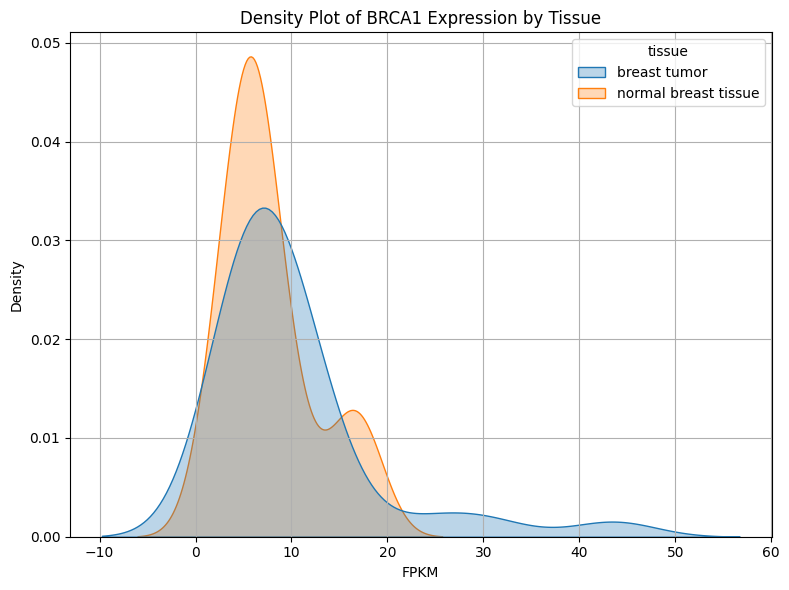 Density Plot of BRCA1 Expression by Tissue
tissue
breast tumor
normal breast tissue
0.05
0.04
0.03
0.02
0.01
0.00
Density
−10
0
10
20
30
40
50
60
FPKM